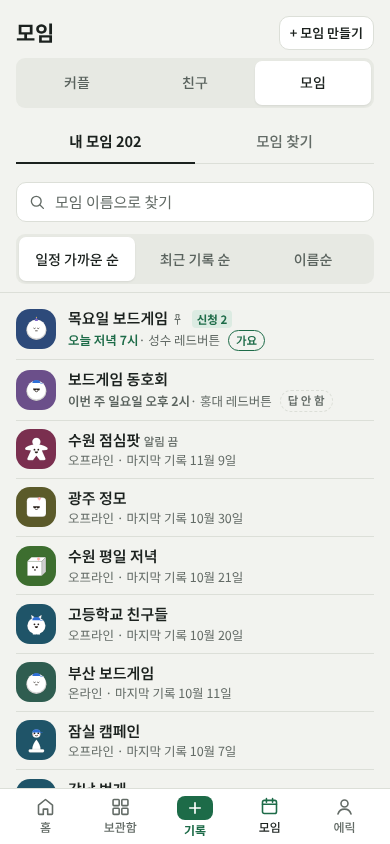 모임
+ 모임 만들기
커플 친구 모임
내 모임 202 모임 찾기
모임 이름으로 찾기
일정 가까운 순 최근 기록 순 이름순
목요일 보드게임 신청 2
오늘 저녁 7시 · 성수 레드버튼 가요
보드게임 동호회
이번 주 일요일 오후 2시 · 홍대 레드버튼 답 안 함
수원 점심팟 알림 끔
오프라인 · 마지막 기록 11월 9일
광주 정모
오프라인 · 마지막 기록 10월 30일
수원 평일 저녁
오프라인 · 마지막 기록 10월 21일
고등학교 친구들
오프라인 · 마지막 기록 10월 20일
부산 보드게임
온라인 · 마지막 기록 10월 11일
잠실 캠페인
오프라인 · 마지막 기록 10월 7일
홈 보관함 기록 모임 에릭